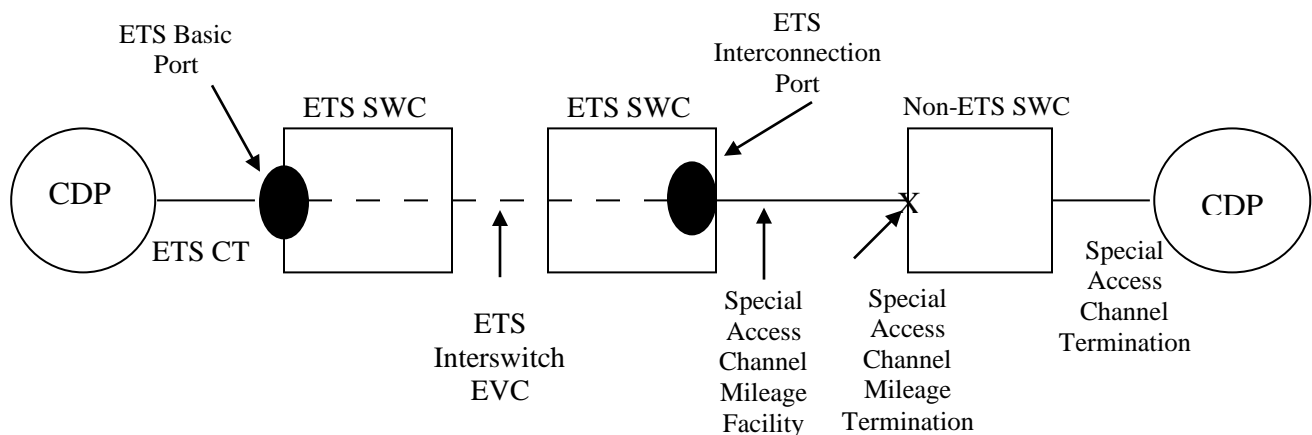 ETS Basic
Port
ETS
Interconnection
Port
ETS SWC
ETS SWC
Non-ETS SWC
CDP
X
CDP
ETS CT
ETS
Interswitch
EVC
Special
Access
Channel
Mileage
Facility
Special
Access
Channel
Mileage
Termination
Special
Access
Channel
Termination